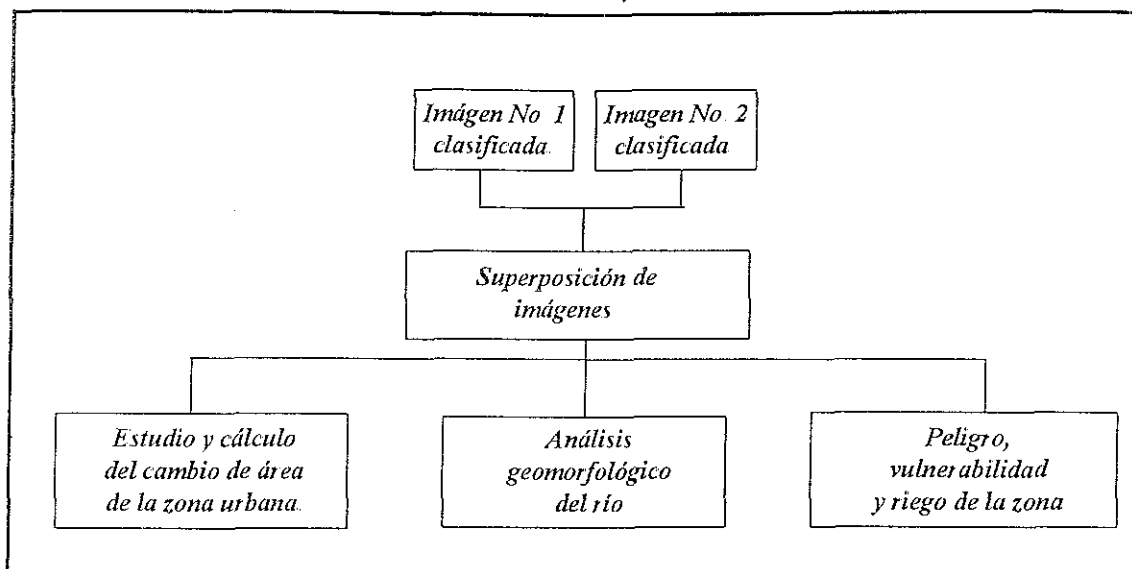 Imágen No 1
clasificada.
Imagen No. 2
clasificada
Superposición de
imágenes
Estudio y cálculo
del cambio de área
de la zona urbana.
Análisis
geomorfológico
del río
Peligro,
vulnerabilidad
y riego de la zona